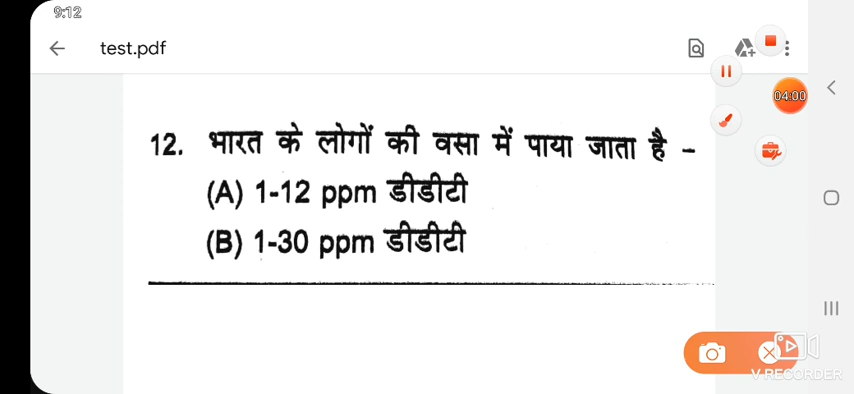 9:12
test.pdf
04:00
12. भारत के लोगों की वसा में पाया जाता है -
(A) 1-12 ppm डीडीटी
(B) 1-30 ppm डीडीटी
V RECORDER